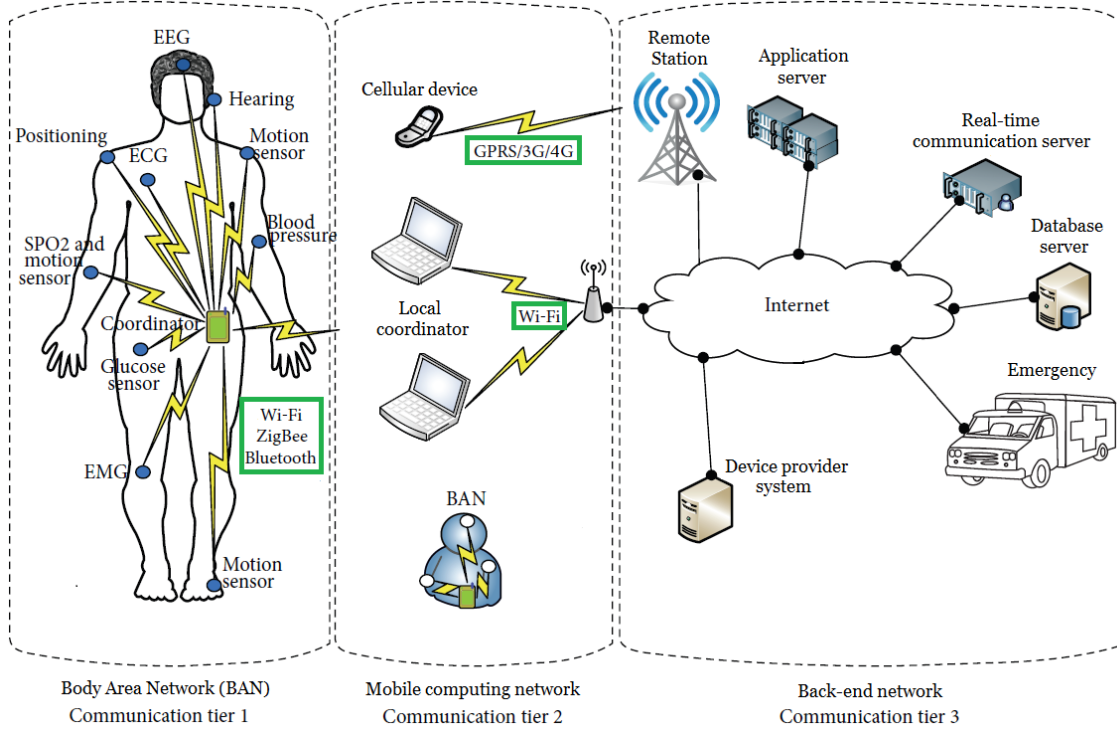 EEG
Hearing
Positioning
ECG
Motion
sensor
Blood
pressure
SPO2 and
motion
sensor
Coordinator
Glucose
sensor
Wi-Fi
ZigBee
Bluetooth
EMG
Motion
sensor
Body Area Network (BAN)
Communication tier 1
Cellular device
GPRS/3G/4G
Local
coordinator
Wi-Fi
BAN
Mobile computing network
Communication tier 2
Remote
Station
Application
server
Real-time
communication server
Database
server
Internet
Emergency
Device provider
system
Back-end network
Communication tier 3